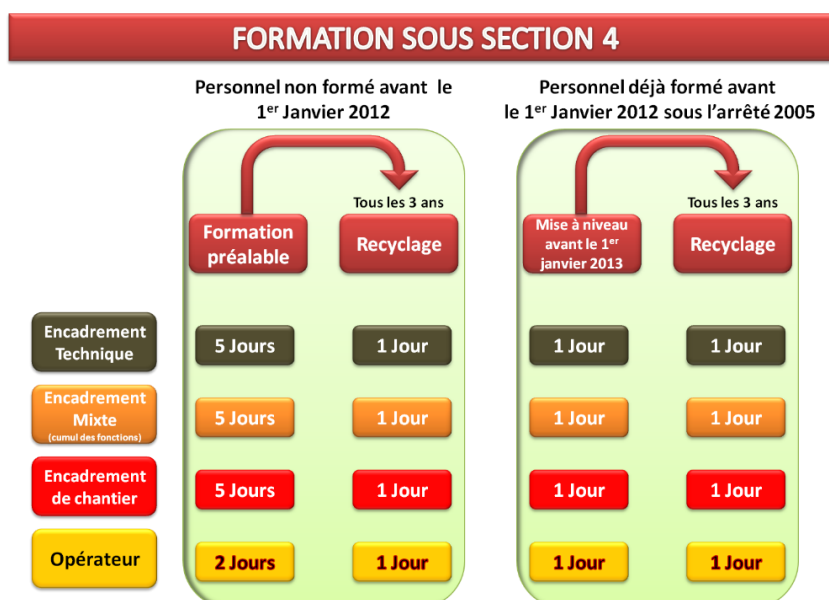 FORMATION SOUS SECTION 4
Personnel non formé avant le
1er Janvier 2012
Personnel déjà formé avant
le 1er Janvier 2012 sous l'arrêté 2005
Tous les 3 ans
Formation
préalable
Recyclage
Tous les 3 ans
Mise à niveau
avant le 1er
janvier 2013
Recyclage
Encadrement
Technique
5 Jours
1 Jour
1 Jour
1 Jour
Encadrement
Mixte
(cumul des fonctions)
5 Jours
1 Jour
1 Jour
1 Jour
Encadrement
de chantier
5 Jours
1 Jour
1 Jour
1 Jour
Opérateur
2 Jours
1 Jour
1 Jour
1 Jour